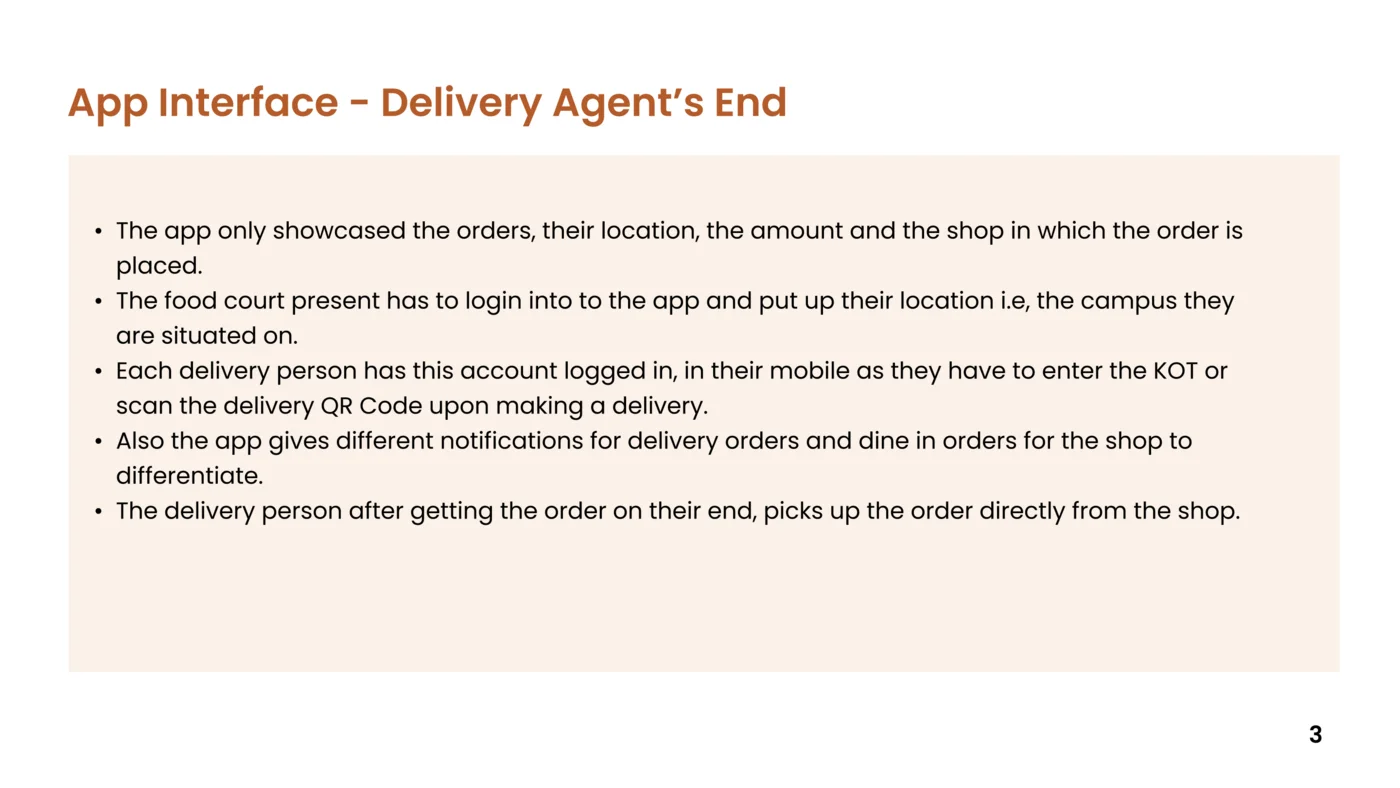 App Interface - Delivery Agent’s End
• The app only showcased the orders, their location, the amount and the shop in which the order is
placed.
• The food court present has to login into to the app and put up their location i.e, the campus they
are situated on.
• Each delivery person has this account logged in, in their mobile as they have to enter the KOT or
scan the delivery QR Code upon making a delivery.
• Also the app gives different notifications for delivery orders and dine in orders for the shop to
differentiate.
• The delivery person after getting the order on their end, picks up the order directly from the shop.
3